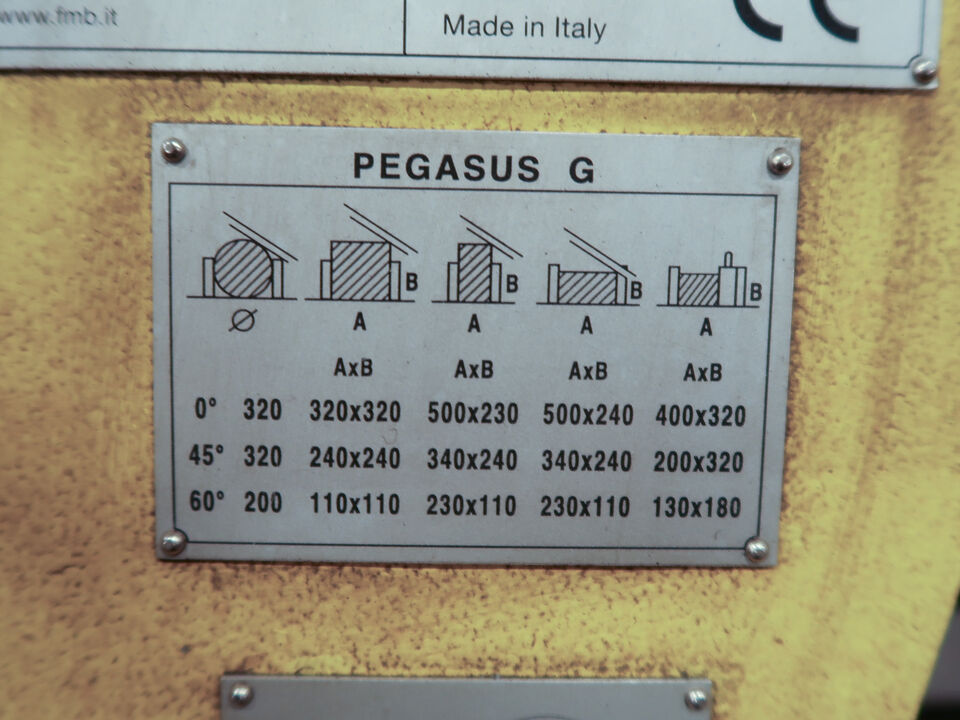 www.fmb.it
Made in Italy
CE
PEGASUS G
B B B B
Ø A A A A
AxB AxB AxB AxB
0° 320 320x320 500x230 500x240 400x320
45° 320 240x240 340x240 340x240 200x320
60° 200 110x110 230x110 230x110 130x180